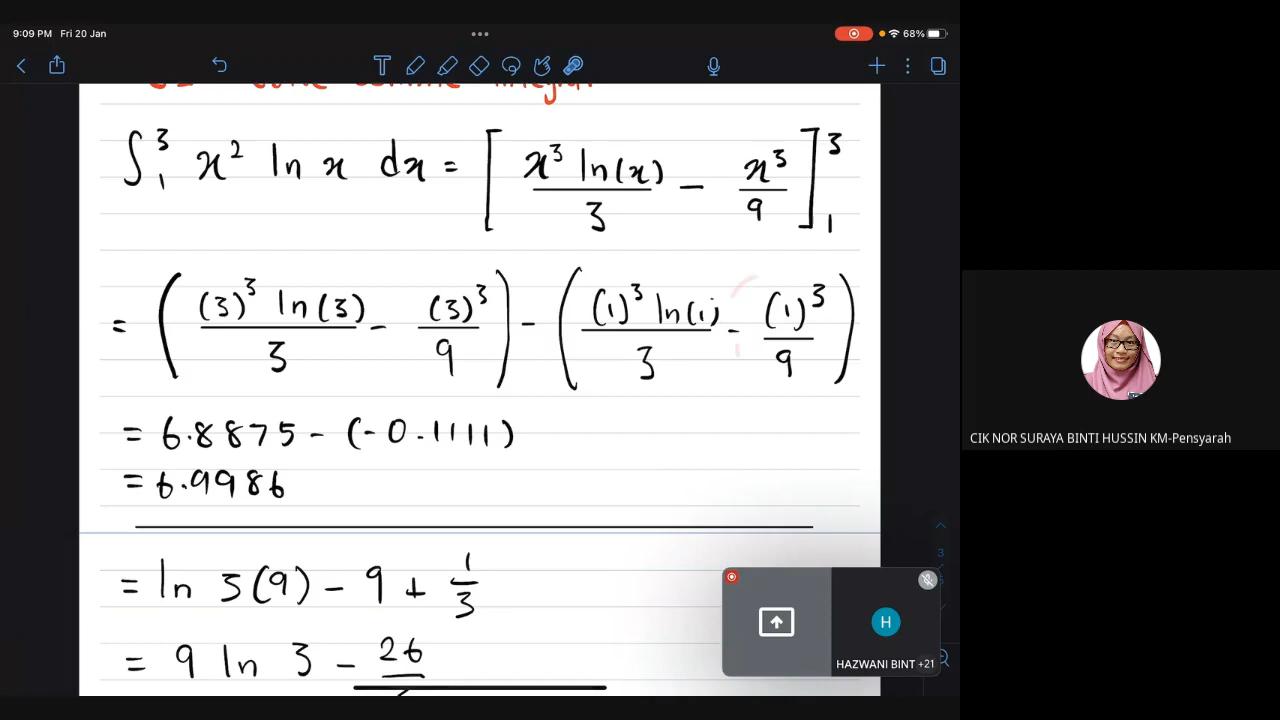 9:09 PM Fri 20 Jan
68%
∫₁³ x² ln x dx = [ x³ ln(x)/3 − x³/9 ]₁³
= ( (3)³ ln(3)/3 − (3)³/9 ) − ( (1)³ ln(1)/3 − (1)³/9 )
= 6.8875 − (−0.1111)
= 6.9986
= ln 3(9) − 9 + 1/3
= 9 ln 3 − 26
CIK NOR SURAYA BINTI HUSSIN KM-Pensyarah
H
HAZWANI BINT +21
3